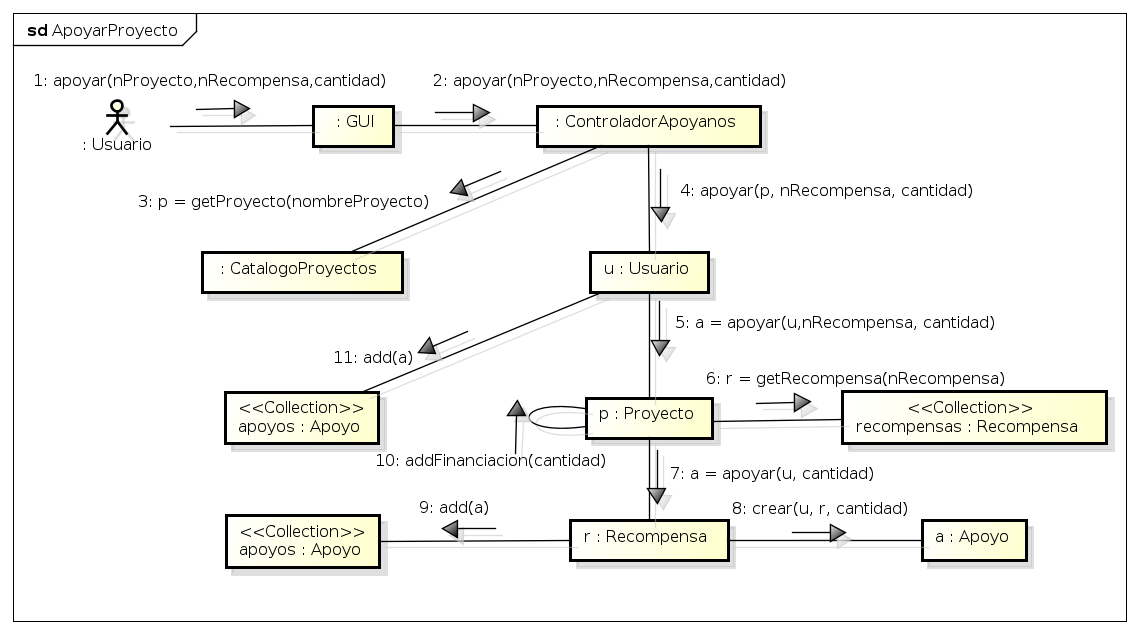 sd ApoyarProyecto
1: apoyar(nProyecto,nRecompensa,cantidad)
2: apoyar(nProyecto,nRecompensa,cantidad)
: GUI
: ControladorApoyanos
: Usuario
3: p = getProyecto(nombreProyecto)
4: apoyar(p, nRecompensa, cantidad)
: CatalogoProyectos
u : Usuario
5: a = apoyar(u,nRecompensa, cantidad)
11: add(a)
6: r = getRecompensa(nRecompensa)
<<Collection>>
apoyos : Apoyo
p : Proyecto
<<Collection>>
recompensas : Recompensa
10: addFinanciacion(cantidad)
7: a = apoyar(u, cantidad)
9: add(a)
8: crear(u, r, cantidad)
<<Collection>>
apoyos : Apoyo
r : Recompensa
a : Apoyo